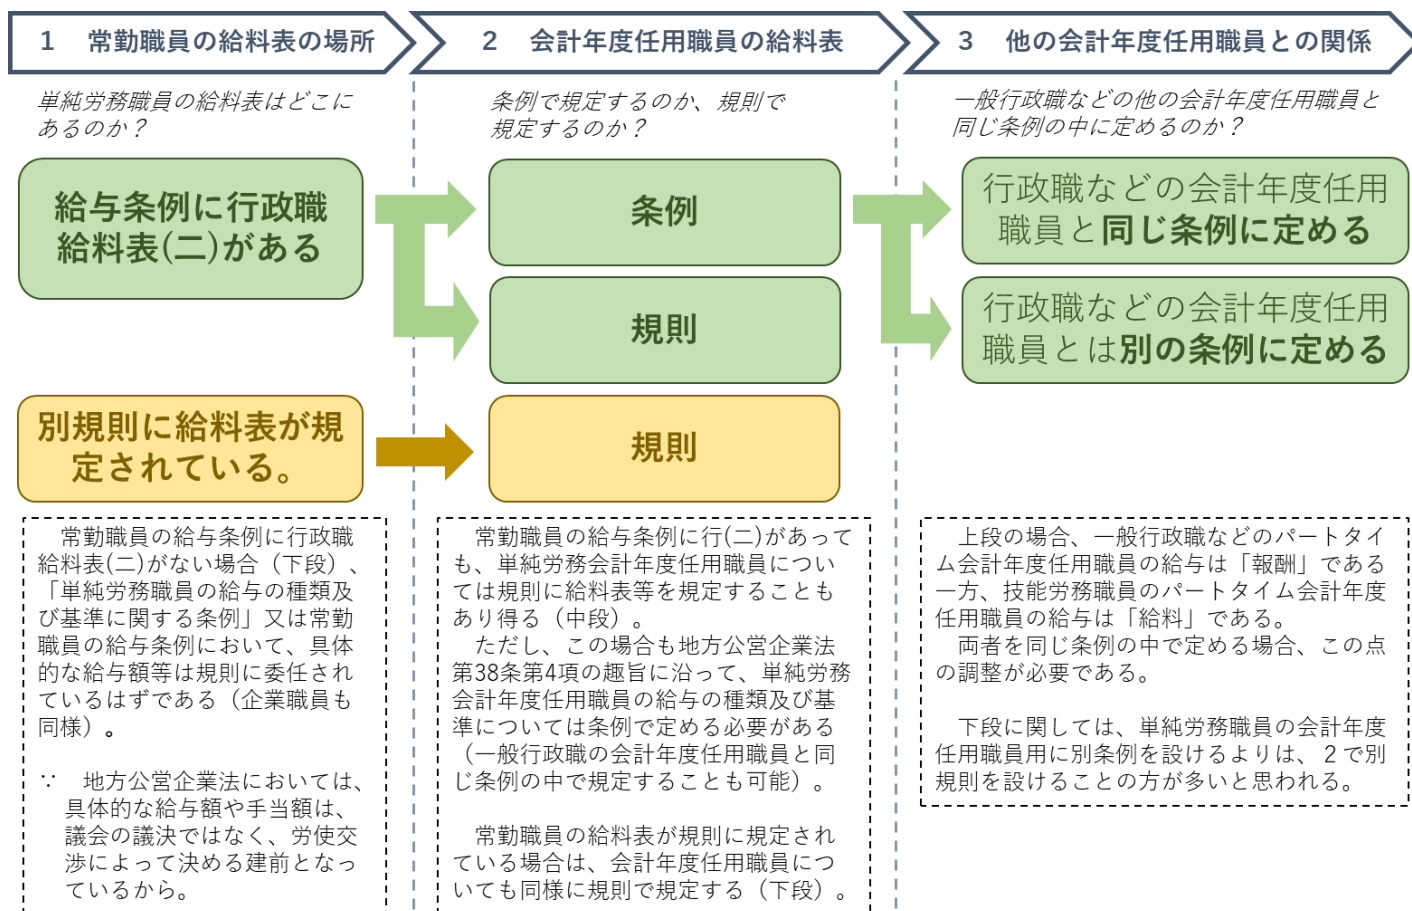 1 常勤職員の給料表の場所
2 会計年度任用職員の給料表
3 他の会計年度任用職員との関係
単純労務職員の給料表はどこに
あるのか？
条例で規定するのか、規則で
規定するのか？
一般行政職などの他の会計年度任用職員と
同じ条例の中に定めるのか？
給与条例に行政職
給料表(二)がある
条例
行政職などの会計年度任用
職員と同じ条例に定める
規則
行政職などの会計年度任用
職員とは別の条例に定める
別規則に給料表が規
定されている。
規則
常勤職員の給与条例に行政職
給料表(二)がない場合（下段）、
「単純労務職員の給与の種類及
び基準に関する条例」又は常勤
職員の給与条例において、具体
的な給与額等は規則に委任され
ているはずである（企業職員も
同様）。
∵ 地方公営企業法においては、
具体的な給与額や手当額は、
議会の議決ではなく、労使交
渉によって決める建前となっ
ているから。
常勤職員の給与条例に行(二)があって
も、単純労務会計年度任用職員につい
ては規則に給料表等を規定することも
あり得る（中段）。
ただし、この場合も地方公営企業法
第38条第4項の趣旨に沿って、単純労務
会計年度任用職員の給与の種類及び基
準については条例で定める必要がある
（一般行政職の会計年度任用職員と同
じ条例の中で規定することも可能）。
常勤職員の給料表が規則に規定され
ている場合は、会計年度任用職員につ
いても同様に規則で規定する（下段）。
上段の場合、一般行政職などのパートタイ
ム会計年度任用職員の給与は「報酬」である
一方、技能労務職員のパートタイム会計年度
任用職員の給与は「給料」である。
両者を同じ条例の中で定める場合、この点
の調整が必要である。
下段に関しては、単純労務職員の会計年度
任用職員用に別条例を設けるよりは、２で別
規則を設けることの方が多いと思われる。